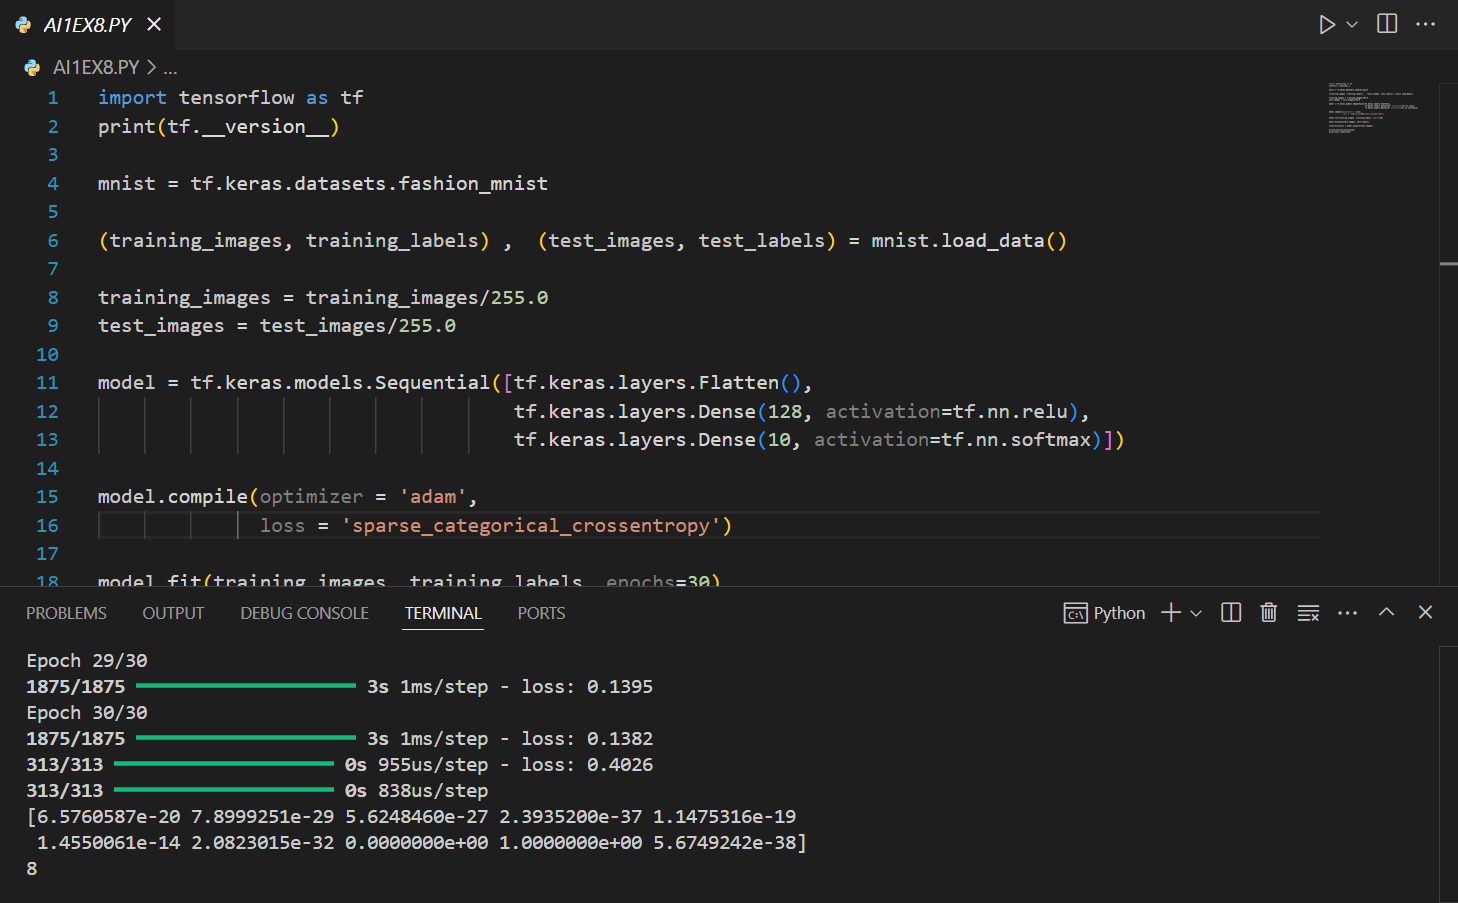 AI1EX8.PY
AI1EX8.PY > ...
1 import tensorflow as tf
2 print(tf.__version__)
3
4 mnist = tf.keras.datasets.fashion_mnist
5
6 (training_images, training_labels) ,  (test_images, test_labels) = mnist.load_data()
7
8 training_images = training_images/255.0
9 test_images = test_images/255.0
10
11 model = tf.keras.models.Sequential([tf.keras.layers.Flatten(),
12                                     tf.keras.layers.Dense(128, activation=tf.nn.relu),
13                                     tf.keras.layers.Dense(10, activation=tf.nn.softmax)])
14
15 model.compile(optimizer = 'adam',
16               loss = 'sparse_categorical_crossentropy')
17
18 model.fit(training_images, training_labels, epochs=30)
PROBLEMS OUTPUT DEBUG CONSOLE TERMINAL PORTS Python
Epoch 29/30
1875/1875 3s 1ms/step - loss: 0.1395
Epoch 30/30
1875/1875 3s 1ms/step - loss: 0.1382
313/313 0s 955us/step - loss: 0.4026
313/313 0s 838us/step
[6.5760587e-20 7.8999251e-29 5.6248460e-27 2.3935200e-37 1.1475316e-19
 1.4550061e-14 2.0823015e-32 0.0000000e+00 1.0000000e+00 5.6749242e-38]
8